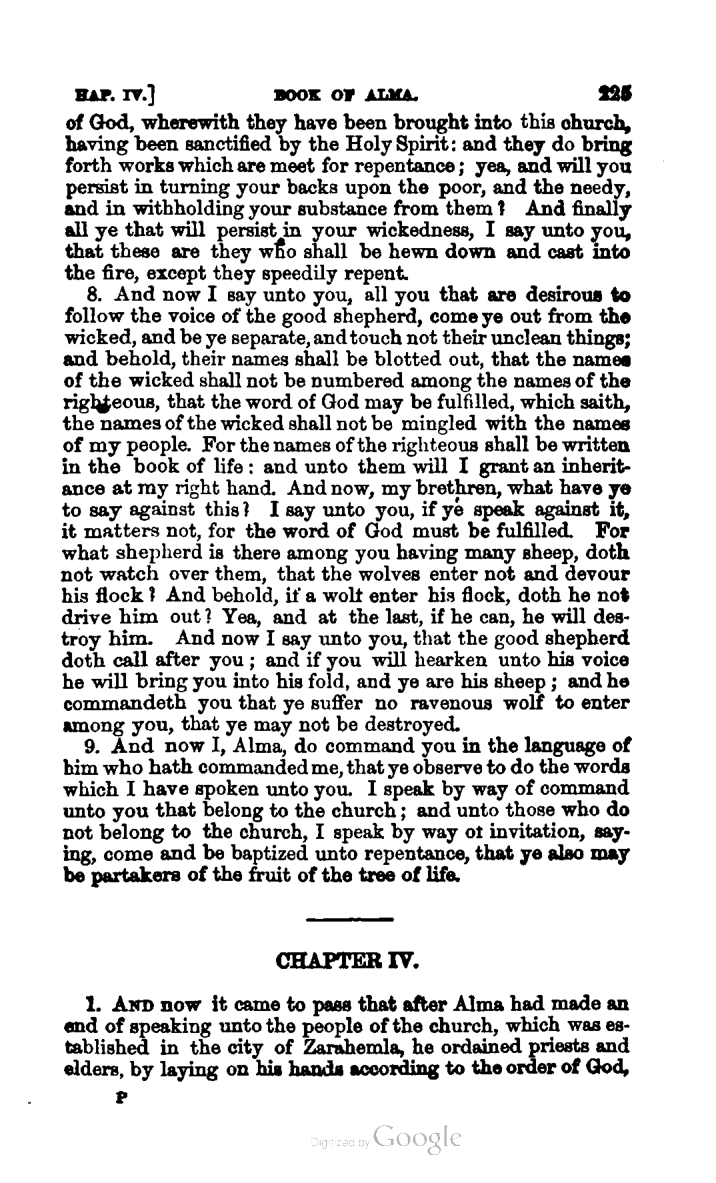 HAP. IV.] BOOK OF ALMA. 225
of God, wherewith they have been brought into this church,
having been sanctified by the Holy Spirit: and they do bring
forth works which are meet for repentance; yea, and will you
persist in turning your backs upon the poor, and the needy,
and in withholding your substance from them? And finally
all ye that will persist in your wickedness, I say unto you,
that these are they who shall be hewn down and cast into
the fire, except they speedily repent.
8. And now I say unto you, all you that are desirous to
follow the voice of the good shepherd, come ye out from the
wicked, and be ye separate, and touch not their unclean things;
and behold, their names shall be blotted out, that the names
of the wicked shall not be numbered among the names of the
righteous, that the word of God may be fulfilled, which saith,
the names of the wicked shall not be mingled with the names
of my people. For the names of the righteous shall be written
in the book of life: and unto them will I grant an inherit-
ance at my right hand. And now, my brethren, what have ye
to say against this? I say unto you, if ye speak against it,
it matters not, for the word of God must be fulfilled. For
what shepherd is there among you having many sheep, doth
not watch over them, that the wolves enter not and devour
his flock? And behold, if a wolf enter his flock, doth he not
drive him out? Yea, and at the last, if he can, he will des-
troy him. And now I say unto you, that the good shepherd
doth call after you; and if you will hearken unto his voice
he will bring you into his fold, and ye are his sheep; and he
commandeth you that ye suffer no ravenous wolf to enter
among you, that ye may not be destroyed.
9. And now I, Alma, do command you in the language of
him who hath commanded me, that ye observe to do the words
which I have spoken unto you. I speak by way of command
unto you that belong to the church; and unto those who do
not belong to the church, I speak by way of invitation, say-
ing, come and be baptized unto repentance, that ye also may
be partakers of the fruit of the tree of life.
CHAPTER IV.
1. AND now it came to pass that after Alma had made an
end of speaking unto the people of the church, which was es-
tablished in the city of Zarahemla, he ordained priests and
elders, by laying on his hands according to the order of God,
P
Digitized by Google